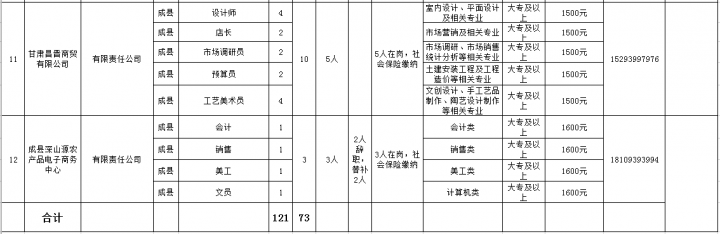 成县 设计师 4 室内设计、平面设计及相关专业 大专及以上 1500元
11 甘肃昌盾商贸有限公司 有限责任公司 成县 店长 2 10 5人 5人在岗，社会保险缴纳 市场营销及相关专业 大专及以上 1500元 15293997976
成县 市场调研员 2 市场调研、市场销售统计分析等相关专业 大专及以上 1500元
成县 预算员 2 土建安装工程及工程造价等相关专业 大专及以上 1500元
成县 工艺美术员 4 文创设计、手工艺品制作、陶艺设计制作等相关专业 大专及以上 1500元
12 成县深山源农产品电子商务中心 有限责任公司 成县 会计 1 3 3人 2人辞职，替补2人 3人在岗，社会保险缴纳 会计类 大专及以上 1600元 18109393994
成县 销售 1 销售类 大专及以上 1600元
成县 美工 1 美工类 大专及以上 1600元
成县 文员 1 计算机类 大专及以上 1600元
合计 121 73